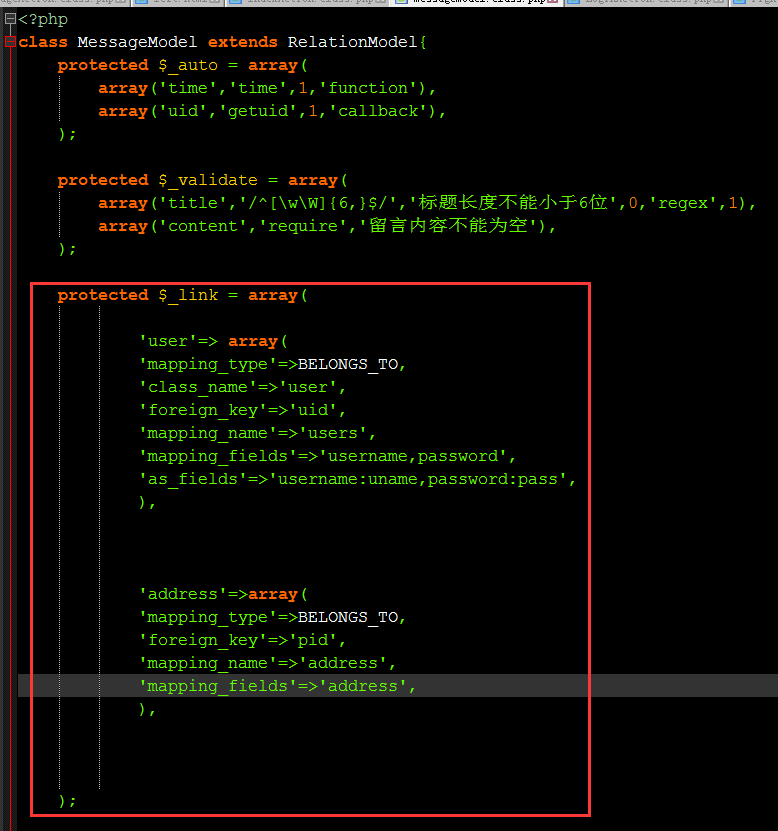 <?php
class MessageModel extends RelationModel{
protected $_auto = array(
array('time','time',1,'function'),
array('uid','getuid',1,'callback'),
);
protected $_validate = array(
array('title','/^[\w\W]{6,}$/','标题长度不能小于6位',0,'regex',1),
array('content','require','留言内容不能为空'),
);
protected $_link = array(
'user'=> array(
'mapping_type'=>BELONGS_TO,
'class_name'=>'user',
'foreign_key'=>'uid',
'mapping_name'=>'users',
'mapping_fields'=>'username,password',
'as_fields'=>'username:uname,password:pass',
),
'address'=>array(
'mapping_type'=>BELONGS_TO,
'foreign_key'=>'pid',
'mapping_name'=>'address',
'mapping_fields'=>'address',
),
);